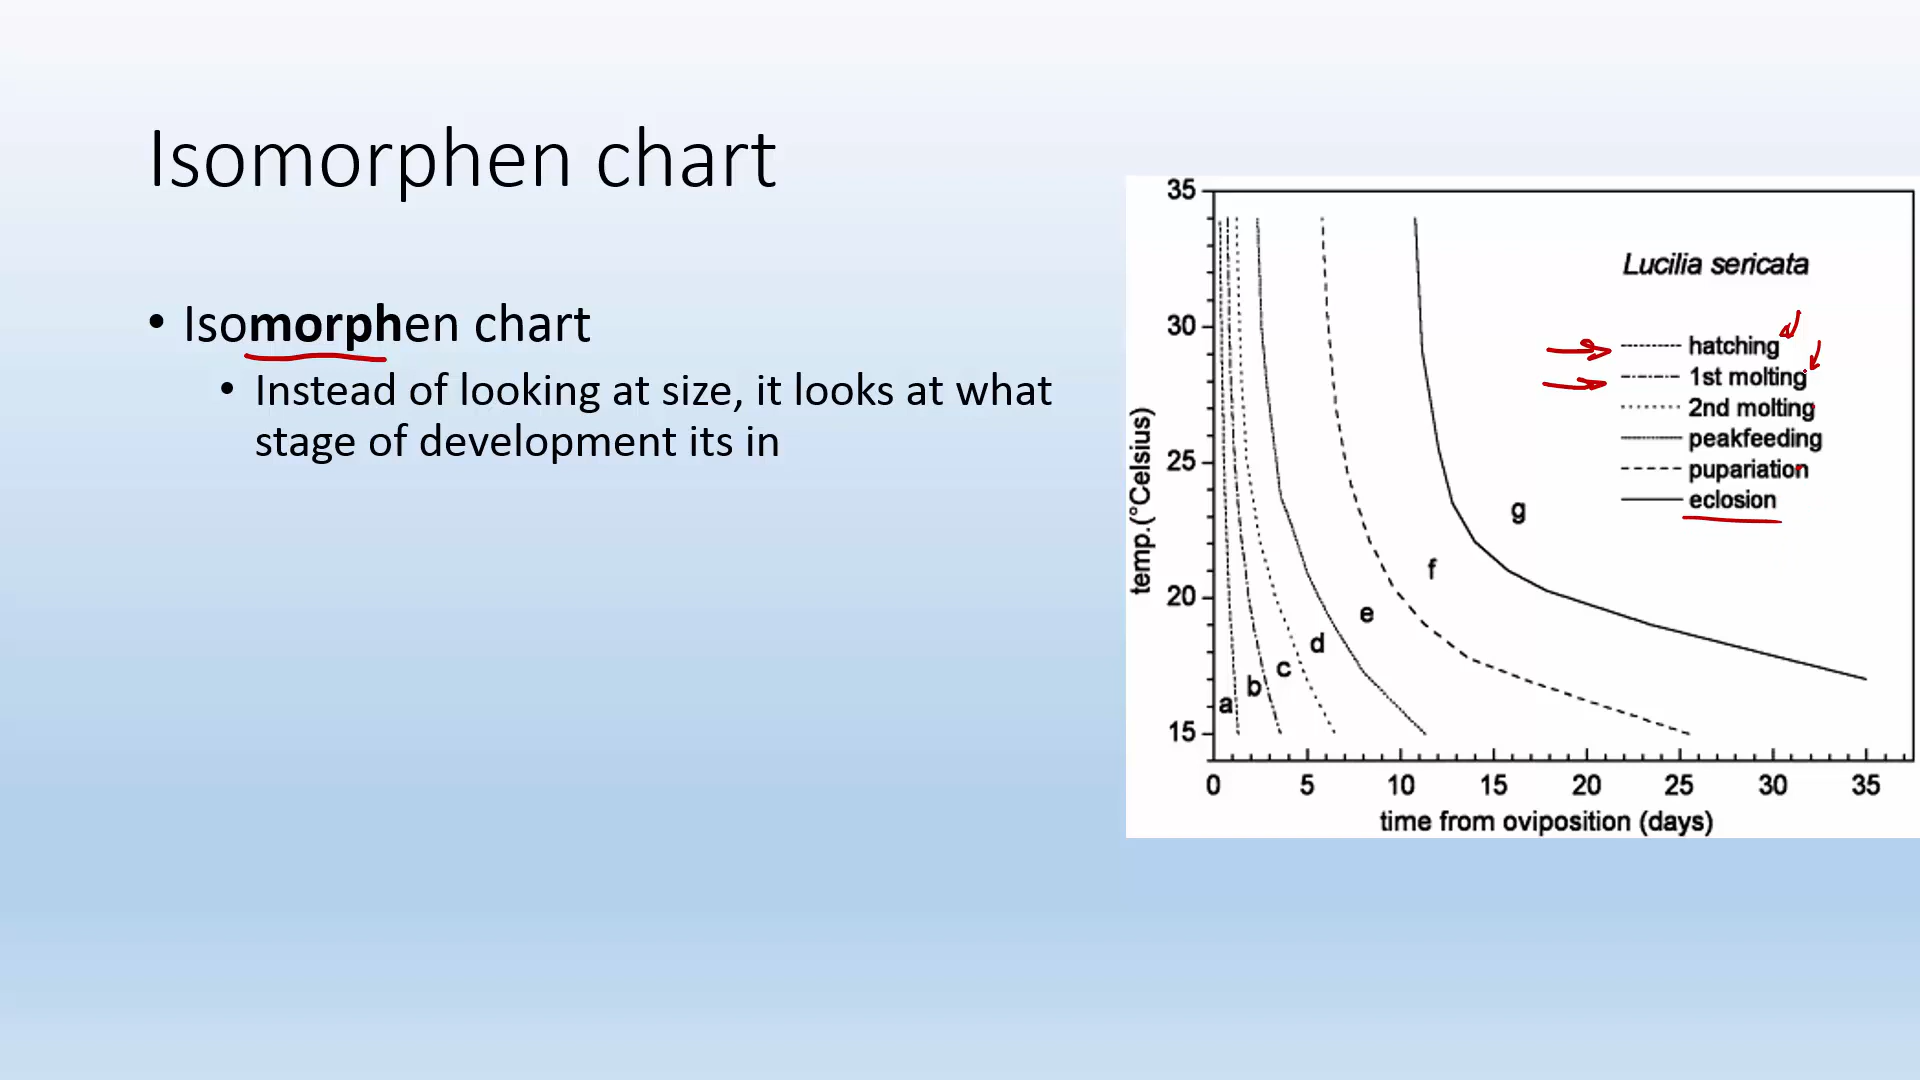 Isomorphen chart
• Isomorphen chart
• Instead of looking at size, it looks at what
stage of development its in
35
30
25
20
15
temp.(°Celsius)
Lucilia sericata
hatching
1st molting
2nd molting
peakfeeding
pupariation
eclosion
g
f
e
d
c
b
a
0 5 10 15 20 25 30 35
time from oviposition (days)